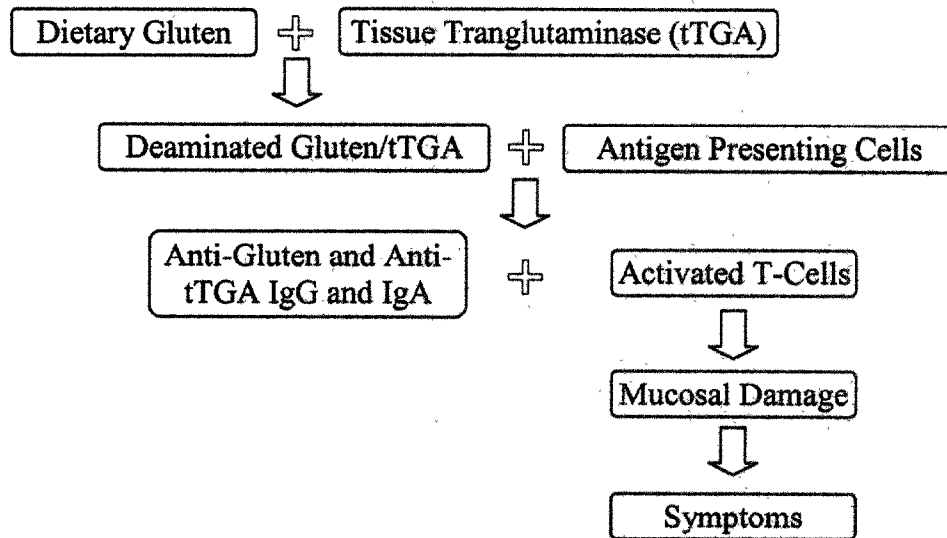 Dietary Gluten + Tissue Tranglutaminase (tTGA)
Deaminated Gluten/tTGA + Antigen Presenting Cells
Anti-Gluten and Anti-
tTGA IgG and IgA
+ Activated T-Cells
Mucosal Damage
Symptoms